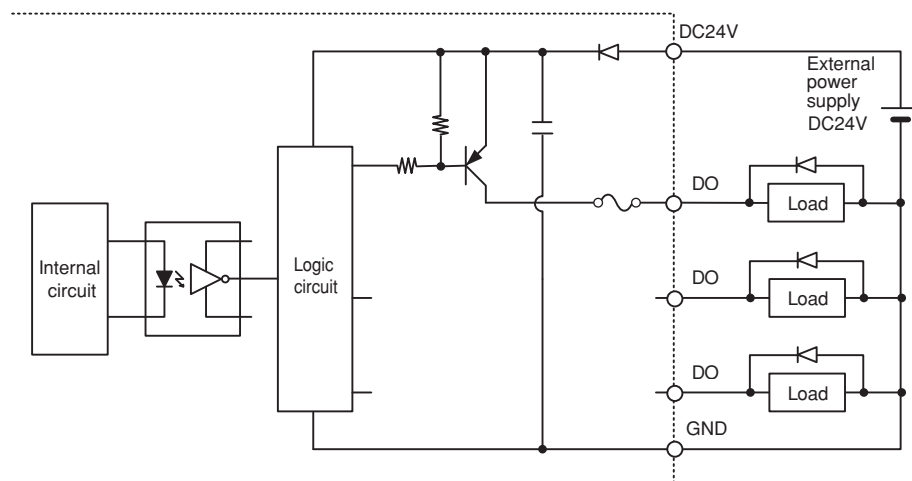 DC24V
External
power
supply
DC24V
DO
Load
Internal
circuit
Logic
circuit
DO
Load
DO
Load
GND